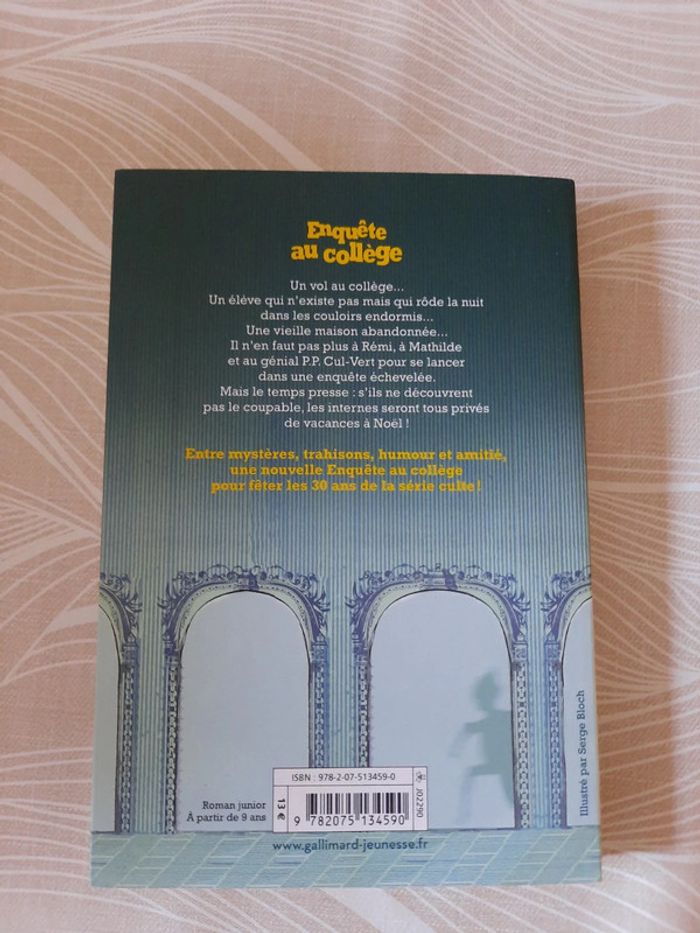 Enquête
au collège
Un vol au collège...
Un élève qui n'existe pas mais qui rôde la nuit
dans les couloirs endormis...
Une vieille maison abandonnée...
Il n'en faut pas plus à Rémi, à Mathilde
et au génial P.P. Cul-Vert pour se lancer
dans une enquête échevelée.
Mais le temps presse : s'ils ne découvrent
pas le coupable, les internes seront tous privés
de vacances à Noël !
Entre mystères, trahisons, humour et amitié,
une nouvelle Enquête au collège
pour fêter les 30 ans de la série culte !
Illustré par Serge Bloch
ISBN : 978-2-07-513459-0
J02290
13 €
Roman junior
À partir de 9 ans
9 782075 134590
www.gallimard-jeunesse.fr